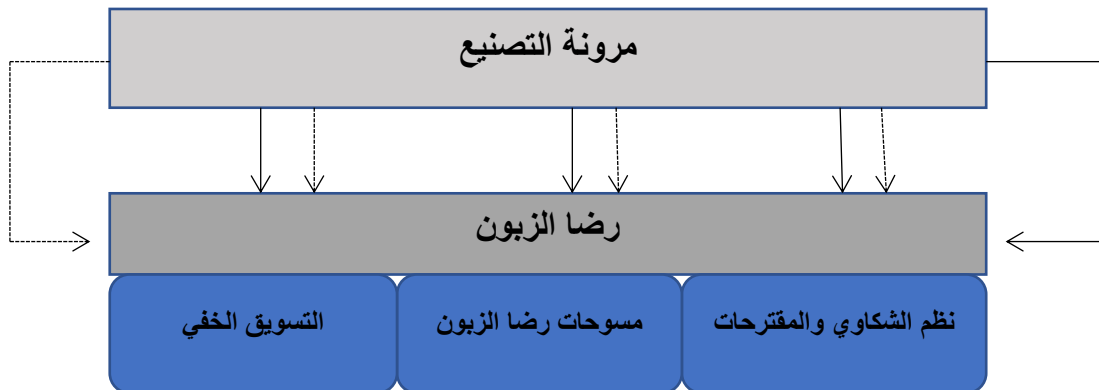 مرونة التصنيع
رضا الزبون
نظم الشكاوي والمقترحات
مسوحات رضا الزبون
التسويق الخفي